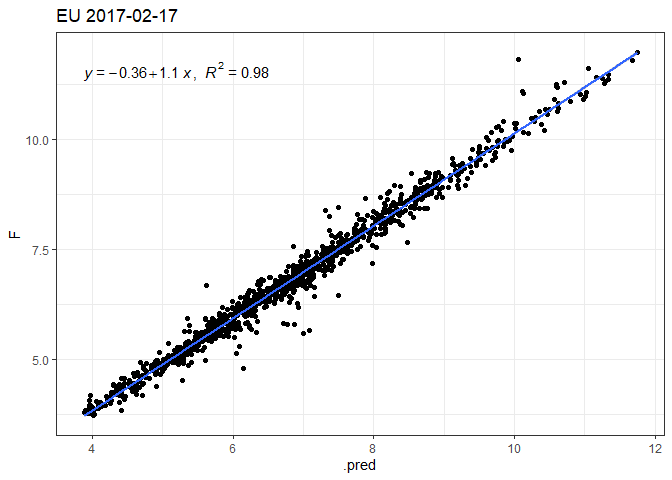 EU 2017-02-17
y = −0.36+1.1 x, R² = 0.98
10.0
7.5
5.0
F
4 6 8 10 12
.pred